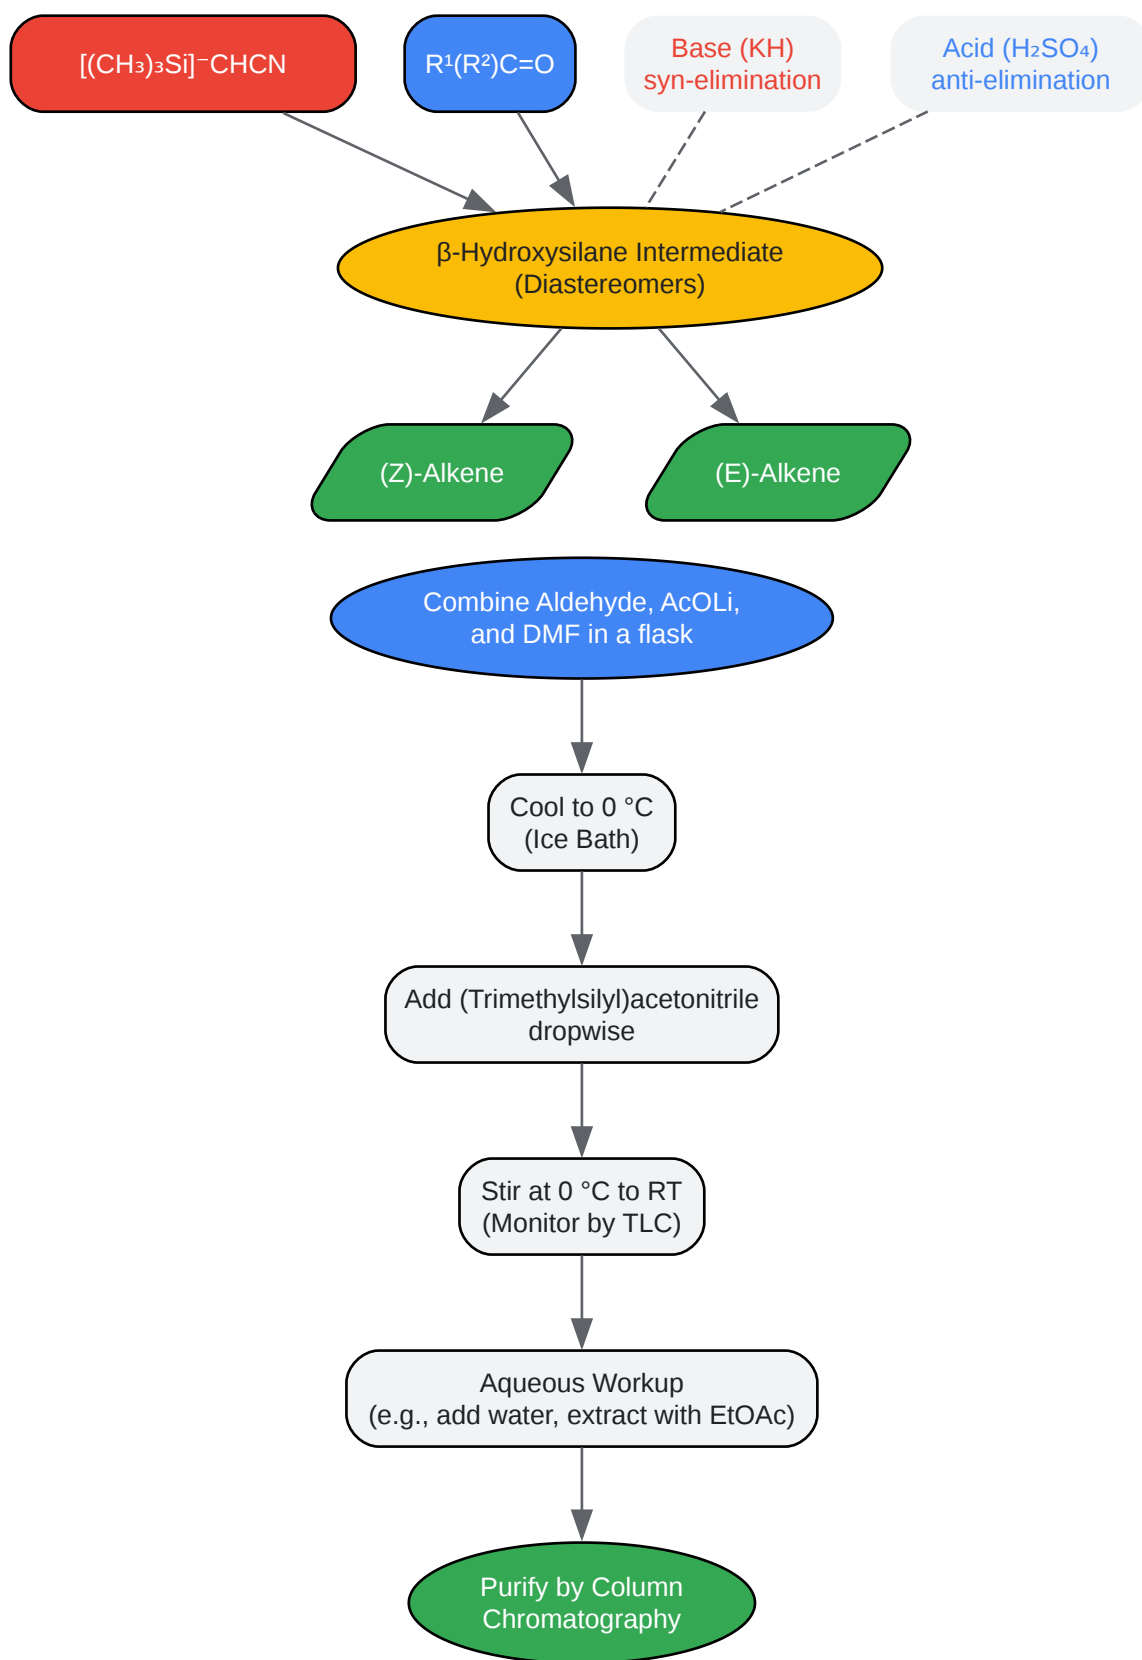 [(CH₃)₃Si]⁻CHCN
R¹(R²)C=O
Base (KH)
syn-elimination
Acid (H₂SO₄)
anti-elimination
β-Hydroxysilane Intermediate
(Diastereomers)
(Z)-Alkene
(E)-Alkene
Combine Aldehyde, AcOLi,
and DMF in a flask
Cool to 0 °C
(Ice Bath)
Add (Trimethylsilyl)acetonitrile
dropwise
Stir at 0 °C to RT
(Monitor by TLC)
Aqueous Workup
(e.g., add water, extract with EtOAc)
Purify by Column
Chromatography